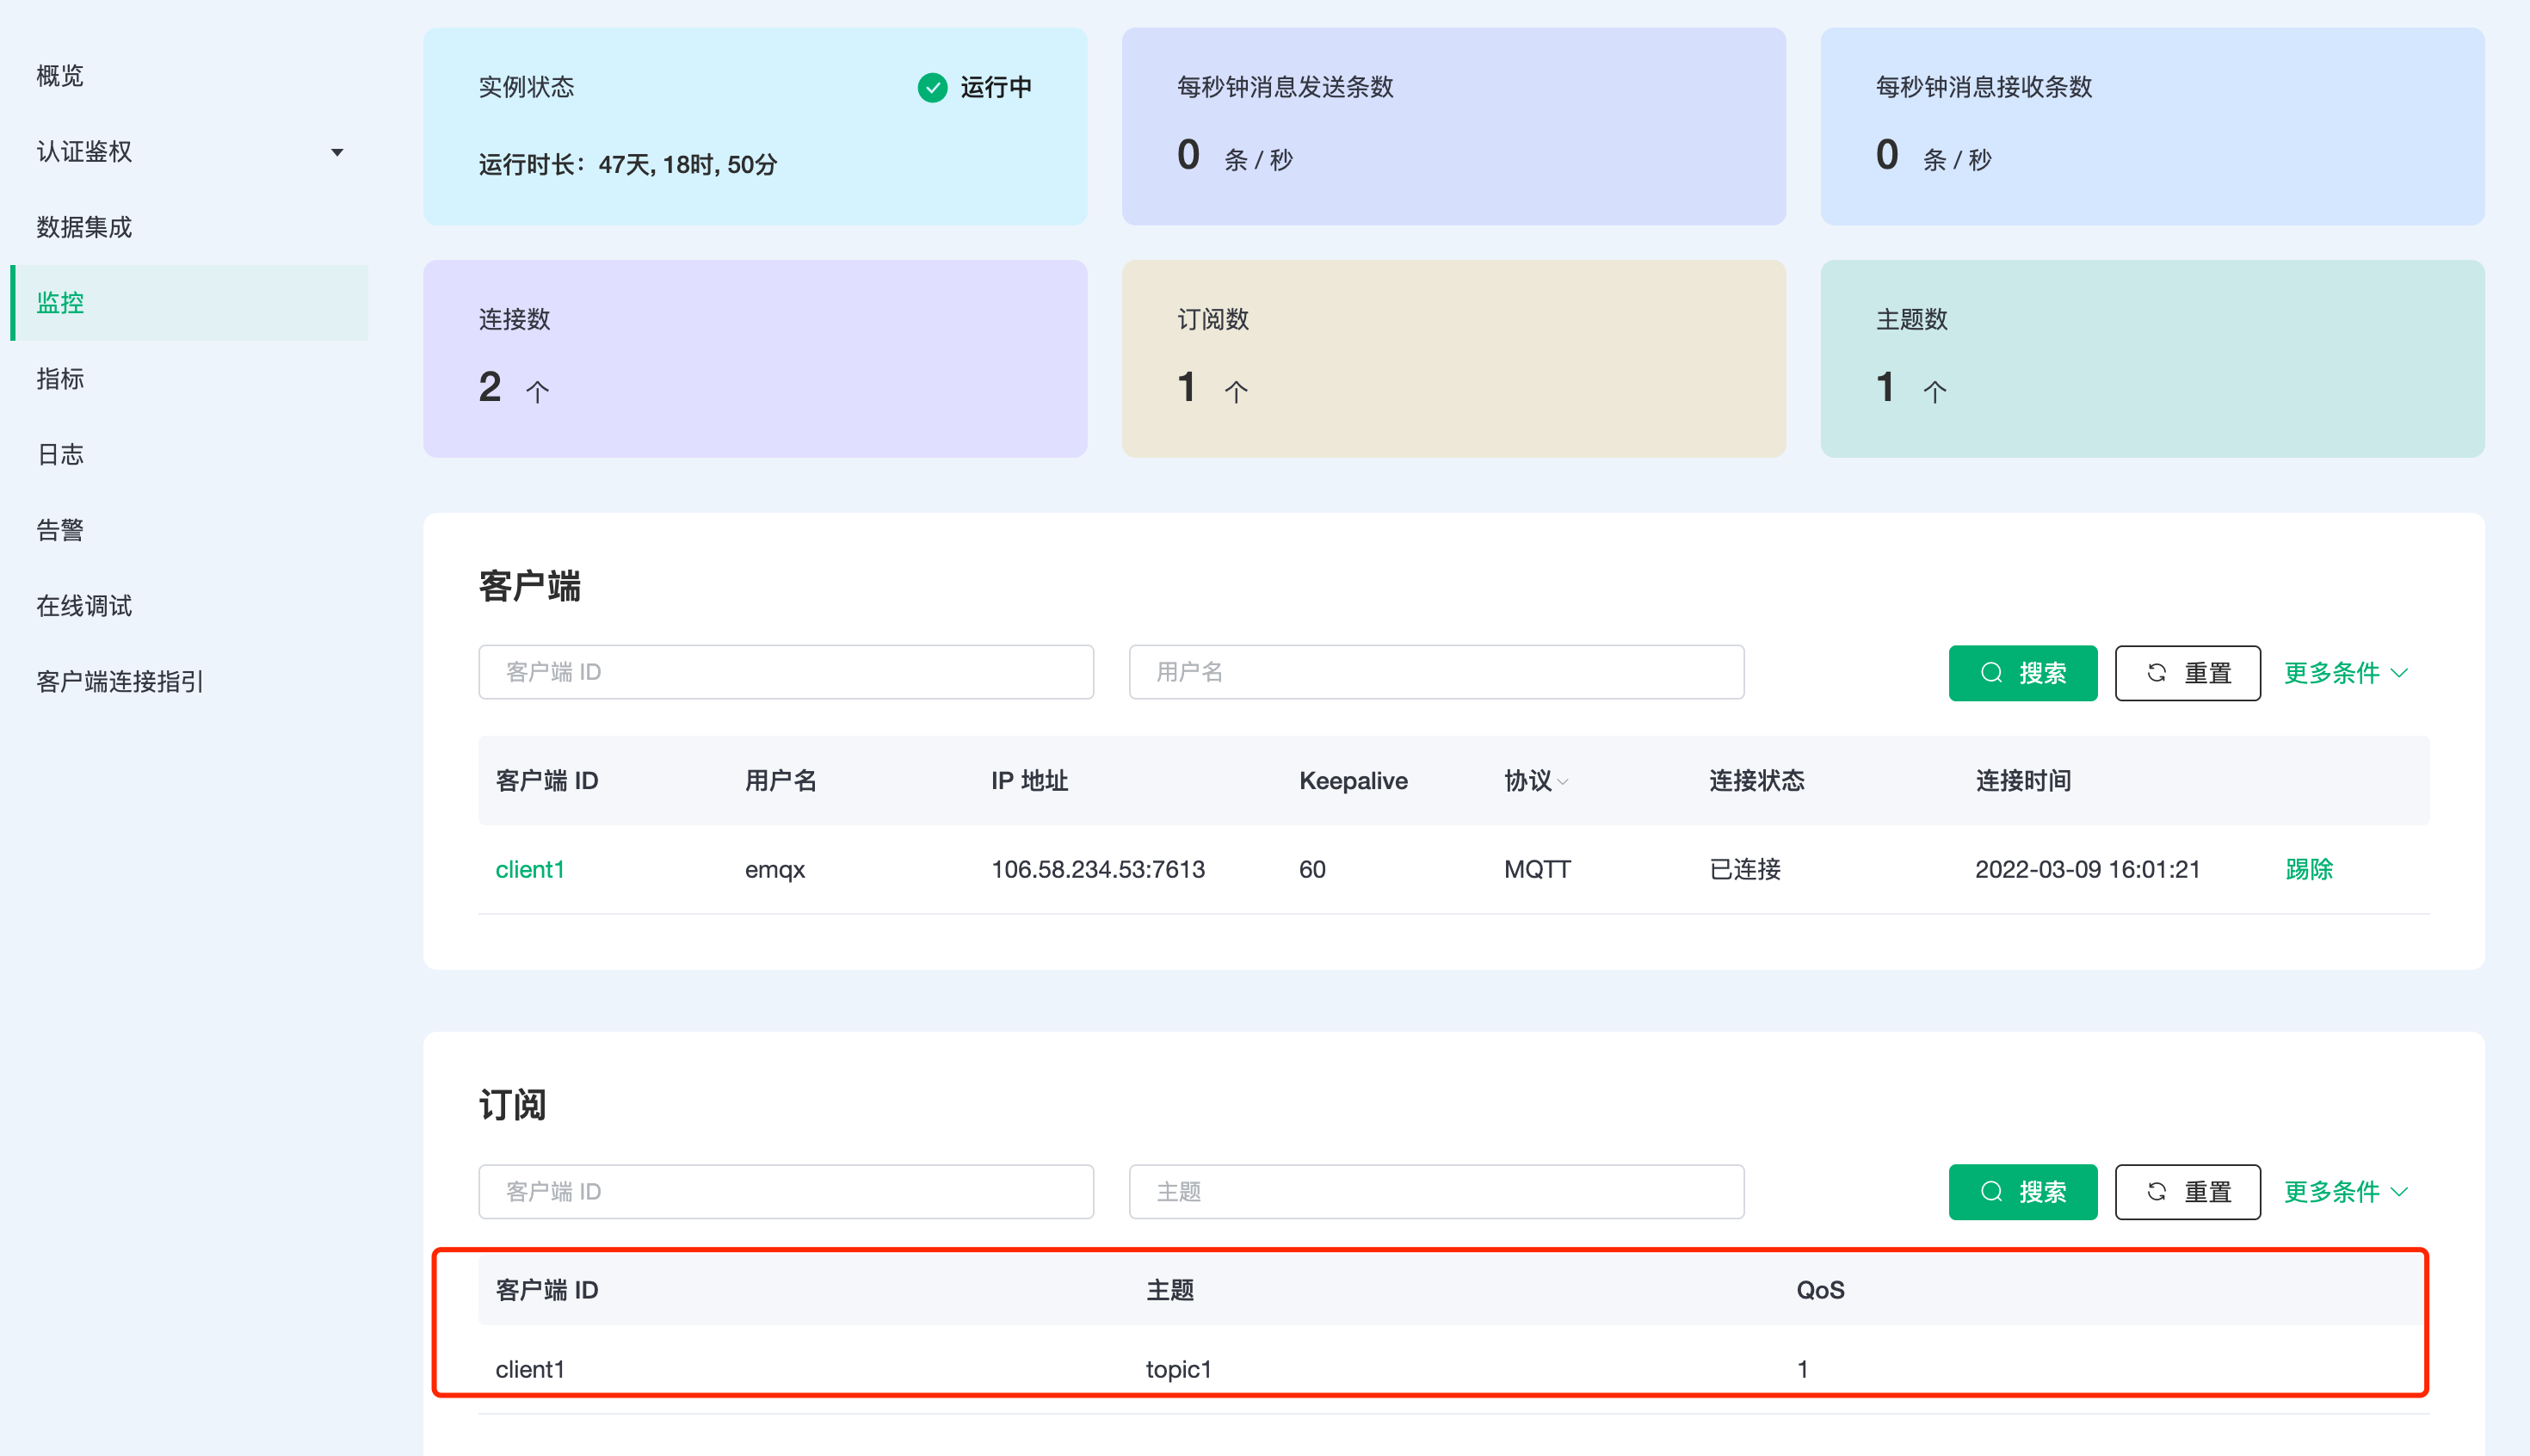 概览
认证鉴权
数据集成
监控
指标
日志
告警
在线调试
客户端连接指引
实例状态 运行中
运行时长：47天, 18时, 50分
每秒钟消息发送条数
0 条 / 秒
每秒钟消息接收条数
0 条 / 秒
连接数
2 个
订阅数
1 个
主题数
1 个
客户端
客户端 ID 用户名 搜索 重置 更多条件
客户端 ID 用户名 IP 地址 Keepalive 协议 连接状态 连接时间
client1 emqx 106.58.234.53:7613 60 MQTT 已连接 2022-03-09 16:01:21 踢除
订阅
客户端 ID 主题 搜索 重置 更多条件
客户端 ID 主题 QoS
client1 topic1 1